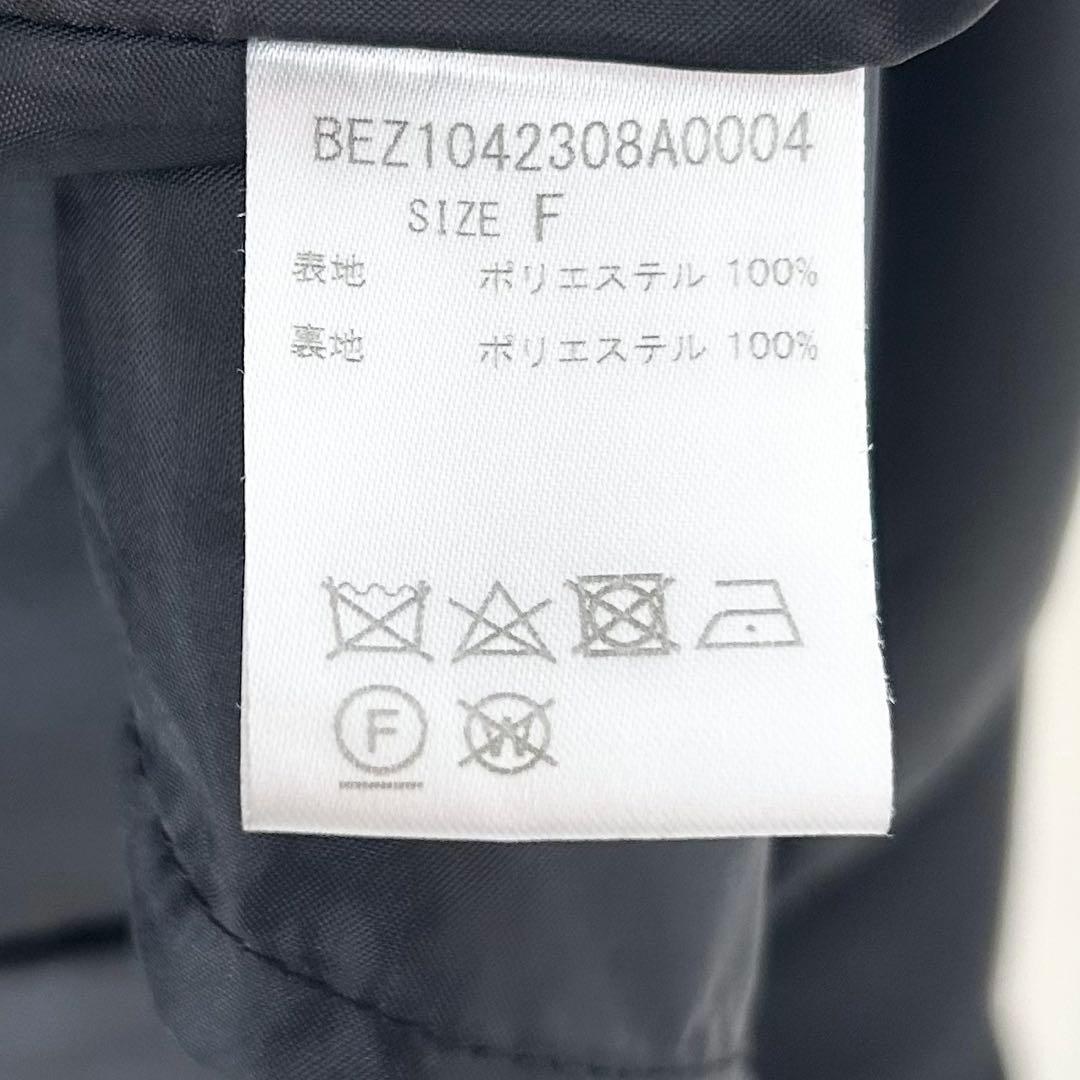 BEZ1042308A0004
SIZE F
表地 ポリエステル 100%
裏地 ポリエステル 100%
F
W